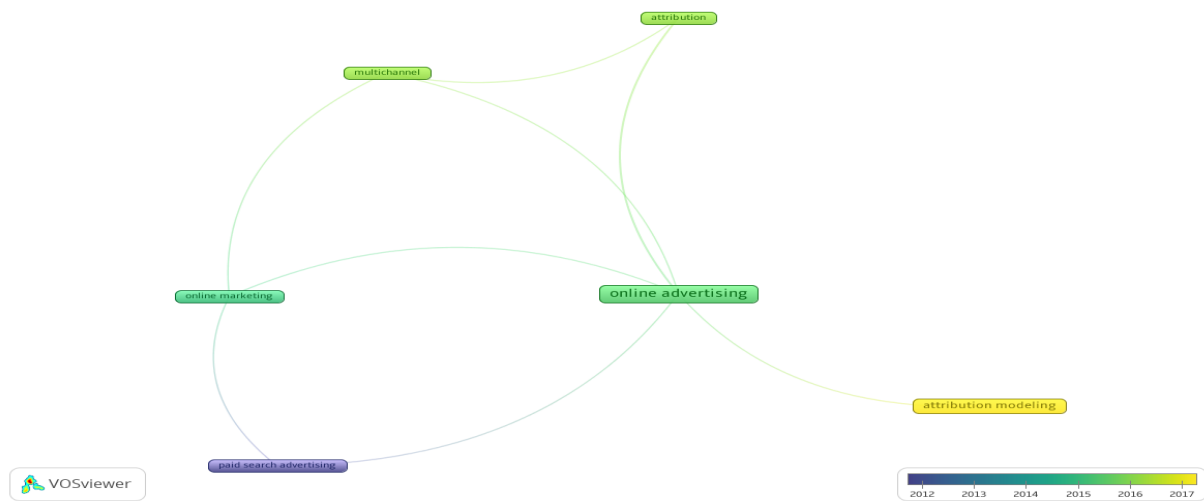 attribution
multichannel
online marketing
online advertising
attribution modeling
paid search advertising
VOSviewer
2012 2013 2014 2015 2016 2017